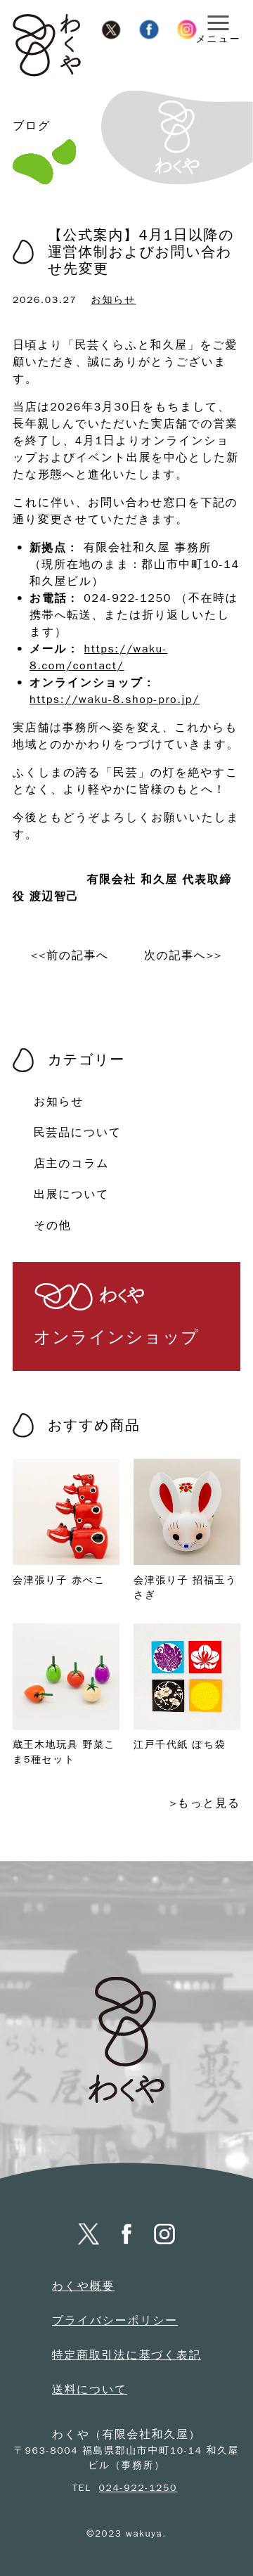 わくや
メニュー
ブログ
わくや
【公式案内】4月1日以降の
運営体制およびお問い合わ
せ先変更
2026.03.27 お知らせ
日頃より「民芸くらふと和久屋」をご愛
顧いただき、誠にありがとうございま
す。
当店は2026年3月30日をもちまして、
長年親しんでいただいた実店舗での営業
を終了し、4月1日よりオンラインショ
ップおよびイベント出展を中心とした新
たな形態へと進化いたします。
これに伴い、お問い合わせ窓口を下記の
通り変更させていただきます。
• 新拠点： 有限会社和久屋 事務所
（現所在地のまま：郡山市中町10-14
和久屋ビル）
• お電話： 024-922-1250 （不在時は
携帯へ転送、または折り返しいたし
ます）
• メール： https://waku-
8.com/contact/
• オンラインショップ：
https://waku-8.shop-pro.jp/
実店舗は事務所へ姿を変え、これからも
地域とのかかわりをつづけていきます。
ふくしまの誇る「民芸」の灯を絶やすこ
となく、より軽やかに皆様のもとへ！
今後ともどうぞよろしくお願いいたしま
す。
有限会社 和久屋 代表取締
役 渡辺智己
<<前の記事へ 次の記事へ>>
カテゴリー
お知らせ
民芸品について
店主のコラム
出展について
その他
わくや
オンラインショップ
おすすめ商品
会津張り子 赤べこ
会津張り子 招福玉う
さぎ
蔵王木地玩具 野菜こ
ま5種セット
江戸千代紙 ぽち袋
>もっと見る
わくや
わくや概要
プライバシーポリシー
特定商取引法に基づく表記
送料について
わくや（有限会社和久屋）
〒963-8004 福島県郡山市中町10-14 和久屋
ビル（事務所）
TEL 024-922-1250
©2023 wakuya.